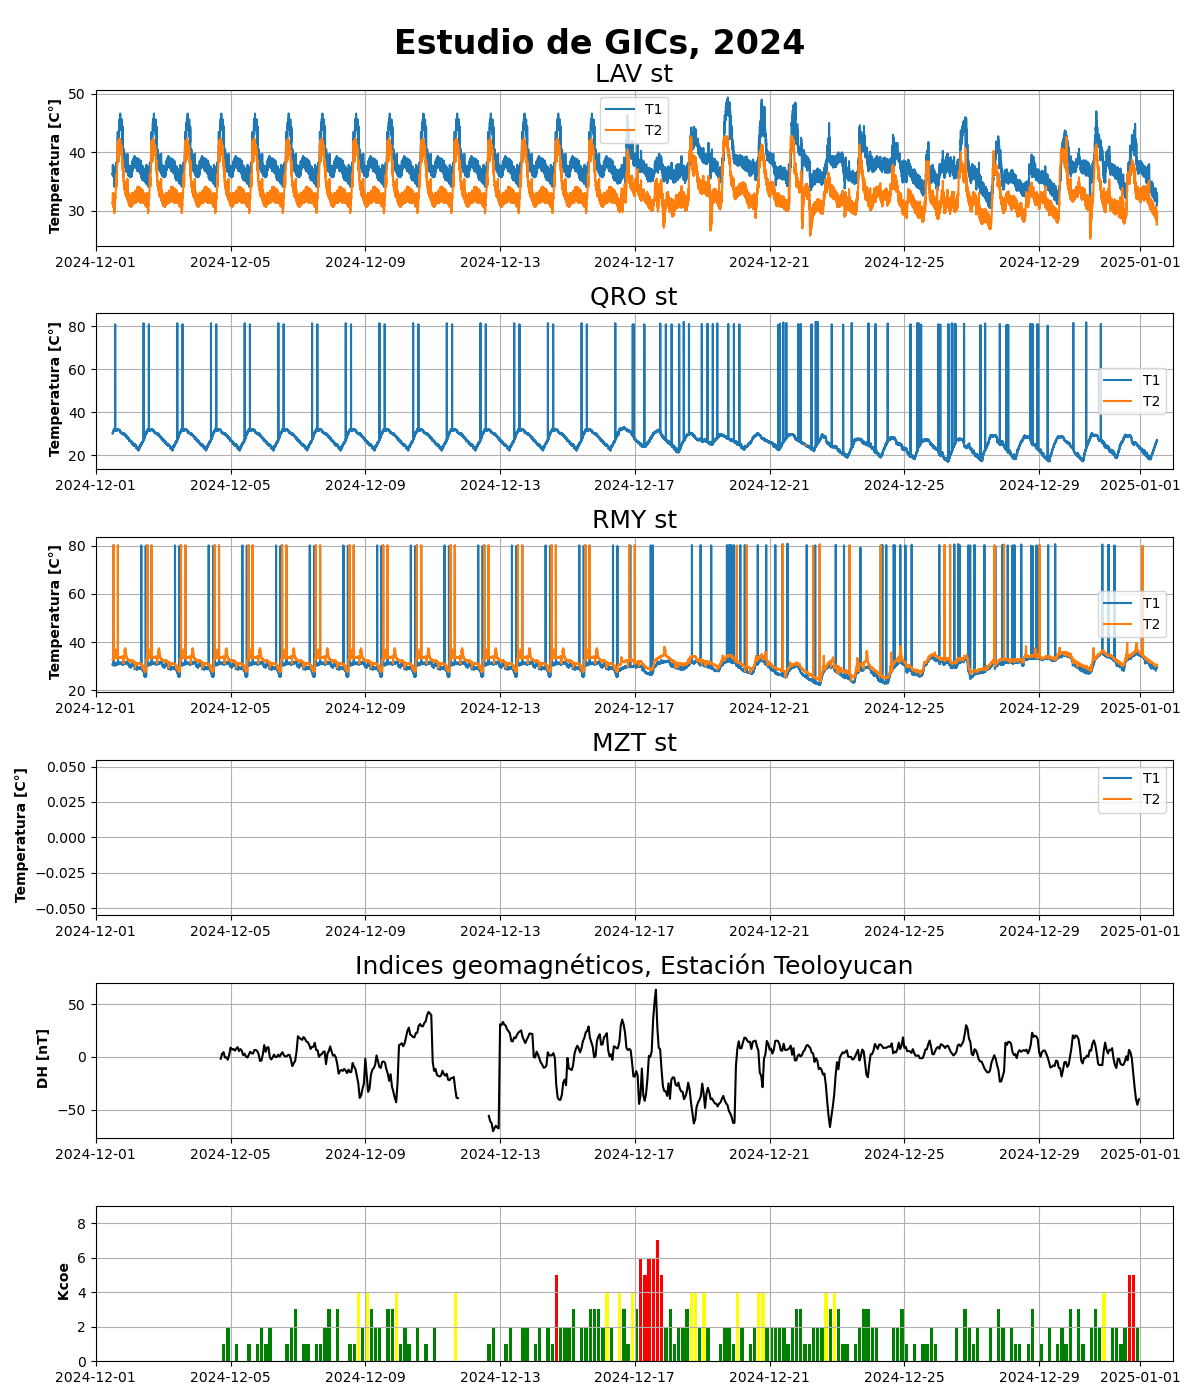 Estudio de GICs, 2024
LAV st
Temperatura [C°]
50
40
30
T1
T2
2024-12-01 2024-12-05 2024-12-09 2024-12-13 2024-12-17 2024-12-21 2024-12-25 2024-12-29 2025-01-01
QRO st
Temperatura [C°]
80
60
40
20
T1
T2
2024-12-01 2024-12-05 2024-12-09 2024-12-13 2024-12-17 2024-12-21 2024-12-25 2024-12-29 2025-01-01
RMY st
Temperatura [C°]
80
60
40
20
T1
T2
2024-12-01 2024-12-05 2024-12-09 2024-12-13 2024-12-17 2024-12-21 2024-12-25 2024-12-29 2025-01-01
MZT st
Temperatura [C°]
0.050
0.025
0.000
−0.025
−0.050
T1
T2
2024-12-01 2024-12-05 2024-12-09 2024-12-13 2024-12-17 2024-12-21 2024-12-25 2024-12-29 2025-01-01
Indices geomagnéticos, Estación Teoloyucan
DH [nT]
50
0
−50
2024-12-01 2024-12-05 2024-12-09 2024-12-13 2024-12-17 2024-12-21 2024-12-25 2024-12-29 2025-01-01
Kcoe
8
6
4
2
0
2024-12-01 2024-12-05 2024-12-09 2024-12-13 2024-12-17 2024-12-21 2024-12-25 2024-12-29 2025-01-01